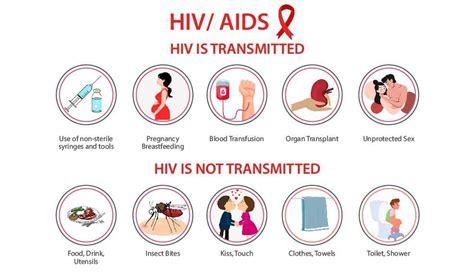 HIV/ AIDS
HIV IS TRANSMITTED
Use of non-sterile
syringes and tools
Pregnancy
Breastfeeding
Blood Transfusion
Organ Transplant
Unprotected Sex
HIV IS NOT TRANSMITTED
Food, Drink,
Utensils
Insect Bites
Kiss, Touch
Clothes, Towels
Toilet, Shower